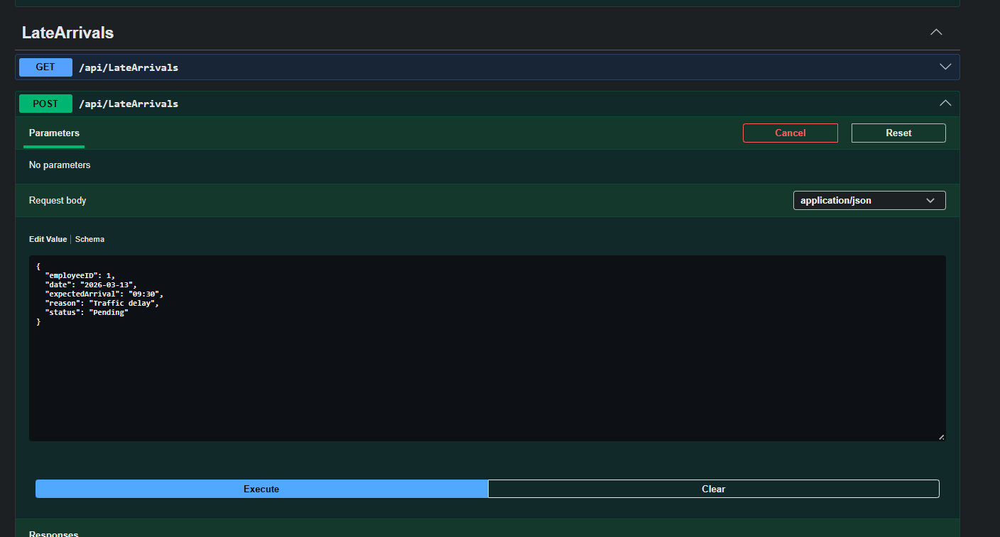 LateArrivals
GET /api/LateArrivals
POST /api/LateArrivals
Parameters
Cancel
Reset
No parameters
Request body
application/json
Edit Value | Schema
{
  "employeeID": 1,
  "date": "2026-03-13",
  "expectedArrival": "09:30",
  "reason": "Traffic delay",
  "status": "Pending"
}
Execute
Clear
Responses